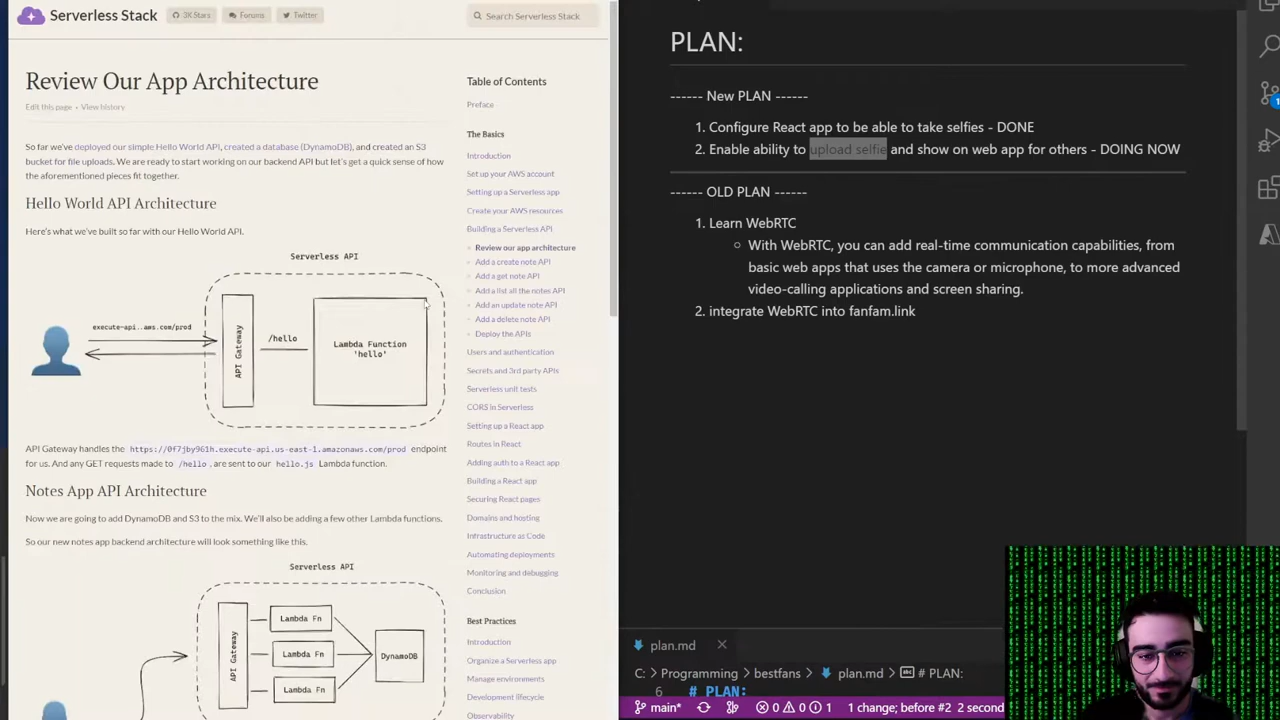 Serverless Stack
3K Stars
Forums
Twitter
Search Serverless Stack
Review Our App Architecture
Edit this page • View history
So far we've deployed our simple Hello World API, created a database (DynamoDB), and created an S3
bucket for file uploads. We are ready to start working on our backend API but let's get a quick sense of how
the aforementioned pieces fit together.
Hello World API Architecture
Here's what we've built so far with our Hello World API.
Serverless API
execute-api..aws.com/prod
API Gateway
/hello
Lambda Function
'hello'
API Gateway handles the https://0f7jby961h.execute-api.us-east-1.amazonaws.com/prod endpoint
for us. And any GET requests made to /hello , are sent to our hello.js Lambda function.
Notes App API Architecture
Now we are going to add DynamoDB and S3 to the mix. We'll also be adding a few other Lambda functions.
So our new notes app backend architecture will look something like this.
Serverless API
API Gateway
Lambda Fn
Lambda Fn
Lambda Fn
DynamoDB
Table of Contents
Preface
The Basics
Introduction
Set up your AWS account
Setting up a Serverless app
Create your AWS resources
Building a Serverless API
Review our app architecture
Add a create note API
Add a get note API
Add a list all the notes API
Add an update note API
Add a delete note API
Deploy the APIs
Users and authentication
Secrets and 3rd party APIs
Serverless unit tests
CORS in Serverless
Setting up a React app
Routes in React
Adding auth to a React app
Building a React app
Securing React pages
Domains and hosting
Infrastructure as Code
Automating deployments
Monitoring and debugging
Conclusion
Best Practices
Introduction
Organize a Serverless app
Manage environments
Development lifecycle
Observability
PLAN:
------ New PLAN ------
1. Configure React app to be able to take selfies - DONE
2. Enable ability to upload selfie and show on web app for others - DOING NOW
------ OLD PLAN ------
1. Learn WebRTC
With WebRTC, you can add real-time communication capabilities, from
basic web apps that uses the camera or microphone, to more advanced
video-calling applications and screen sharing.
2. integrate WebRTC into fanfam.link
plan.md
C: > Programming > bestians > plan.md > # PLAN:
6 # PLAN:
main* 0 0 1 1 change; before #2 2 second